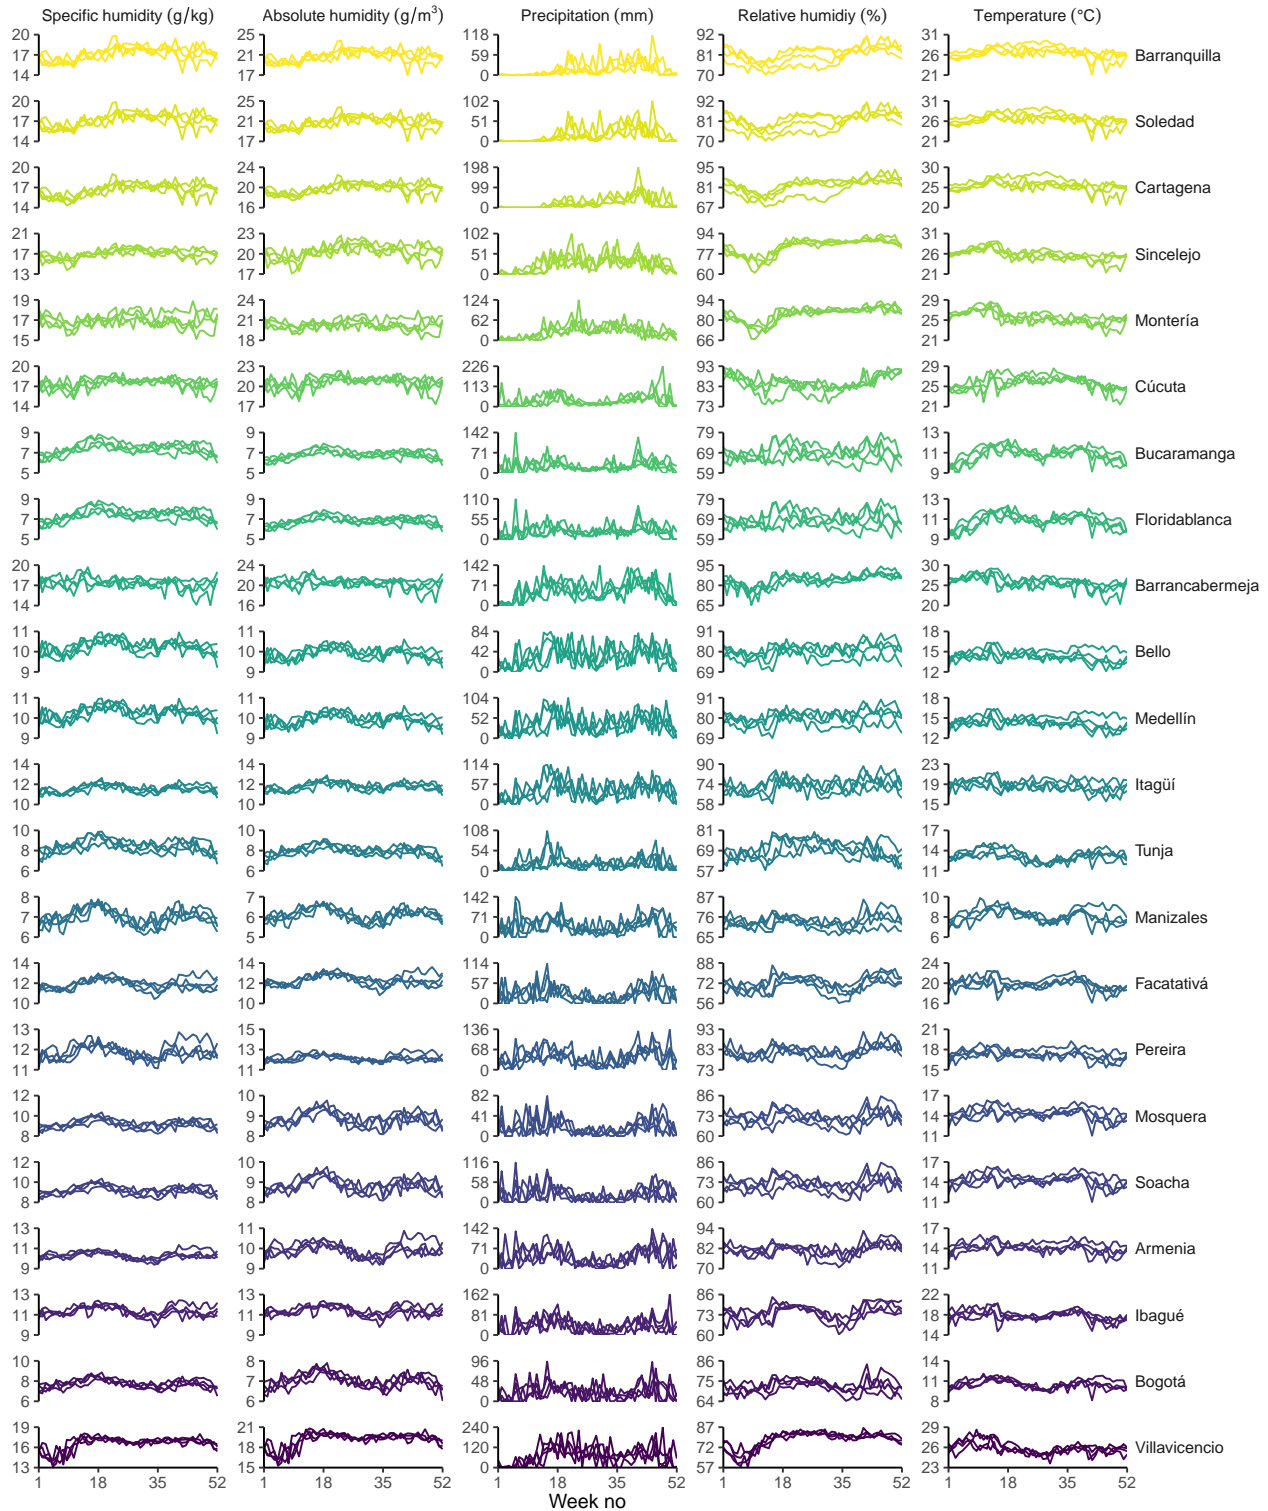 Specific humidity (g/kg) Absolute humidity (g/m³) Precipitation (mm) Relative humidiy (%) Temperature (°C)
20 17 14 25 21 17 118 59 0 92 81 70 31 26 21 Barranquilla
20 17 14 25 21 17 102 51 0 92 81 70 31 26 21 Soledad
20 17 14 24 20 16 198 99 0 95 81 67 30 25 20 Cartagena
21 17 13 23 20 17 102 51 0 94 77 60 31 26 21 Sincelejo
19 17 15 24 21 18 124 62 0 94 80 66 29 25 21 Montería
20 17 14 23 20 17 226 113 0 93 83 73 29 25 21 Cúcuta
9 7 5 9 7 5 142 71 0 79 69 59 13 11 9 Bucaramanga
9 7 5 9 7 5 110 55 0 79 69 59 13 11 9 Floridablanca
20 17 14 24 20 16 142 71 0 95 80 65 30 25 20 Barrancabermeja
11 10 9 11 10 9 84 42 0 91 80 69 18 15 12 Bello
11 10 9 11 10 9 104 52 0 91 80 69 18 15 12 Medellín
14 12 10 14 12 10 114 57 0 90 74 58 23 19 15 Itagüí
10 8 6 10 8 6 108 54 0 81 69 57 17 14 11 Tunja
8 7 6 7 6 5 142 71 0 87 76 65 10 8 6 Manizales
14 12 10 14 12 10 114 57 0 88 72 56 24 20 16 Facatativá
13 12 11 15 13 11 136 68 0 93 83 73 21 18 15 Pereira
12 10 8 10 9 8 82 41 0 86 73 60 17 14 11 Mosquera
12 10 8 10 9 8 116 58 0 86 73 60 17 14 11 Soacha
13 11 9 11 10 9 142 71 0 94 82 70 17 14 11 Armenia
13 11 9 13 11 9 162 81 0 86 73 60 22 18 14 Ibagué
10 8 6 8 7 6 96 48 0 86 75 64 14 11 8 Bogotá
19 16 13 21 18 15 240 120 0 87 72 57 29 26 23 Villavicencio
1 18 35 52 1 18 35 52 1 18 35 52 1 18 35 52 1 18 35 52
Week no